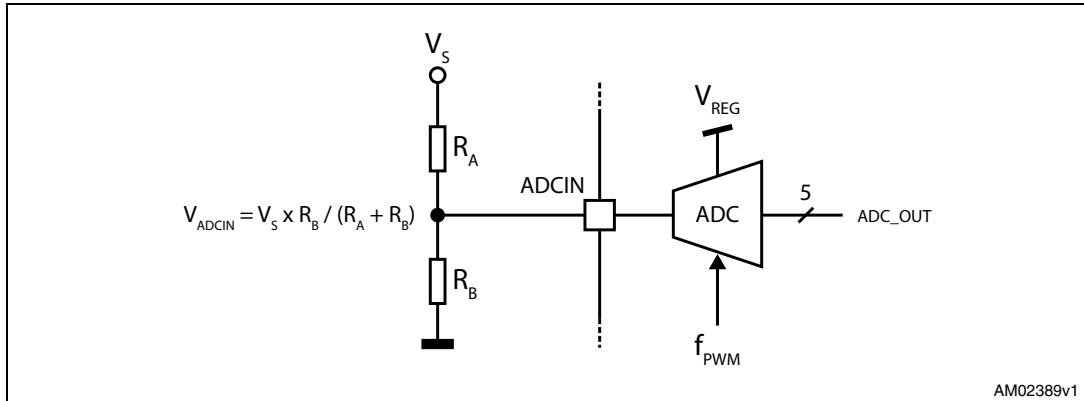 V_S
R_A
V_REG
ADCIN
ADC
5
ADC_OUT
V_ADCIN = V_S x R_B / (R_A + R_B)
R_B
f_PWM
AM02389v1